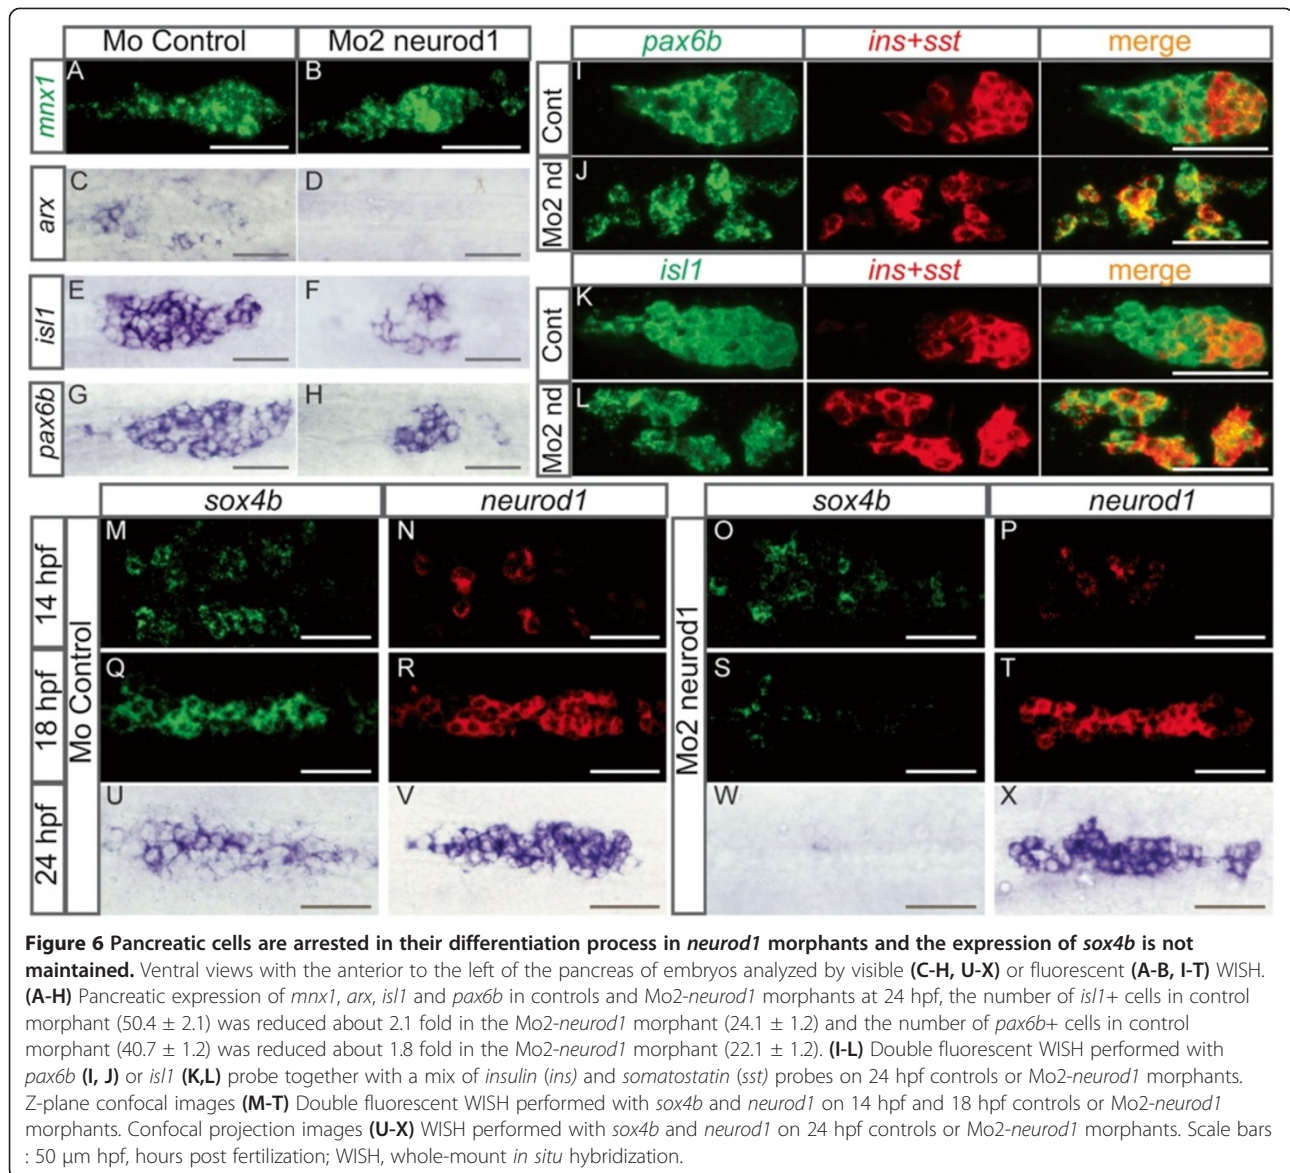 Mo Control Mo2 neurod1
pax6b ins+sst merge
mnx1 A B
Cont I
arx C D
Mo2 nd J
isl1 ins+sst merge
isl1 E F
Cont K
pax6b G H
Mo2 nd L
sox4b neurod1 sox4b neurod1
14 hpf M N O P
Mo Control Mo2 neurod1
18 hpf Q R S T
24 hpf U V W X
Figure 6 Pancreatic cells are arrested in their differentiation process in neurod1 morphants and the expression of sox4b is not
maintained. Ventral views with the anterior to the left of the pancreas of embryos analyzed by visible (C-H, U-X) or fluorescent (A-B, I-T) WISH.
(A-H) Pancreatic expression of mnx1, arx, isl1 and pax6b in controls and Mo2-neurod1 morphants at 24 hpf, the number of isl1+ cells in control
morphant (50.4 ± 2.1) was reduced about 2.1 fold in the Mo2-neurod1 morphant (24.1 ± 1.2) and the number of pax6b+ cells in control
morphant (40.7 ± 1.2) was reduced about 1.8 fold in the Mo2-neurod1 morphant (22.1 ± 1.2). (I-L) Double fluorescent WISH performed with
pax6b (I, J) or isl1 (K,L) probe together with a mix of insulin (ins) and somatostatin (sst) probes on 24 hpf controls or Mo2-neurod1 morphants.
Z-plane confocal images (M-T) Double fluorescent WISH performed with sox4b and neurod1 on 14 hpf and 18 hpf controls or Mo2-neurod1
morphants. Confocal projection images (U-X) WISH performed with sox4b and neurod1 on 24 hpf controls or Mo2-neurod1 morphants. Scale bars
: 50 μm hpf, hours post fertilization; WISH, whole-mount in situ hybridization.